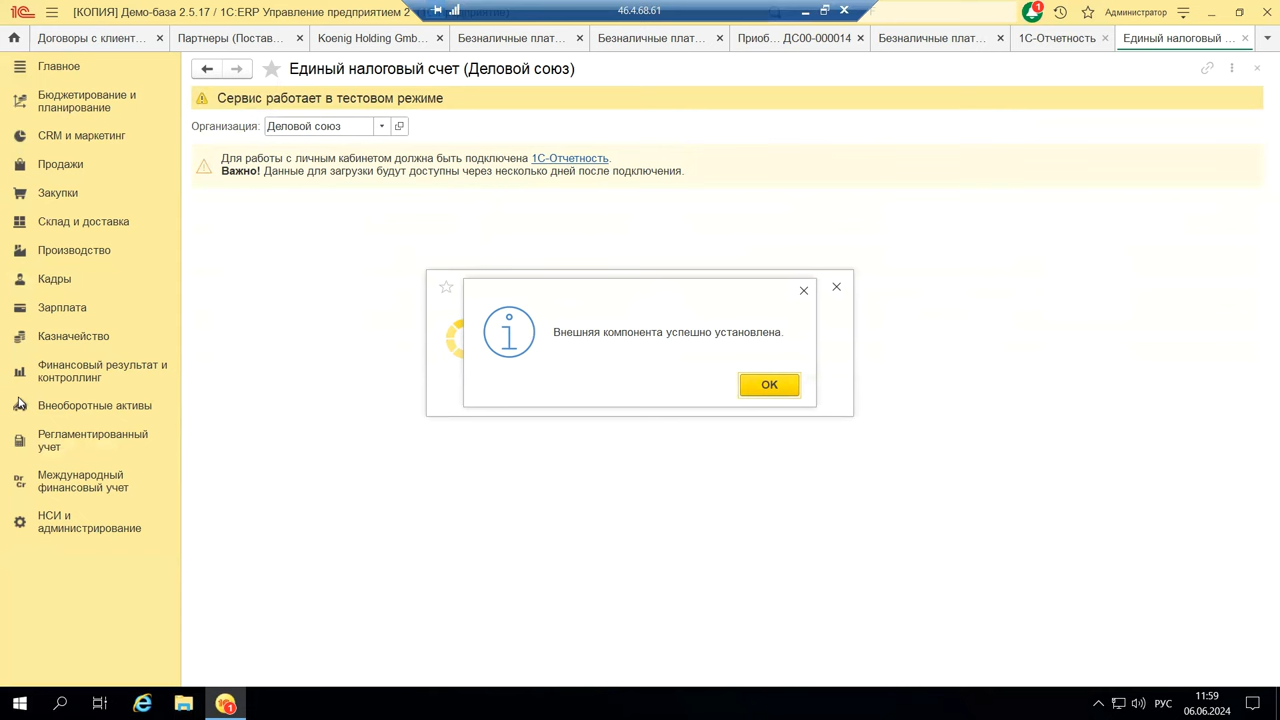 [КОПИЯ] Демо-база 2.5.17 / 1С:ERP Управление предприятием 2
46.4.68.61
1
Администратор
Договоры с клиент...
Партнеры (Постав...
Koenig Holding Gmb...
Безналичные плат...
Безналичные плат...
Приоб... ДС00-000014
Безналичные плат...
1С-Отчетность
Единый налоговый ...
Главное
Бюджетирование и
планирование
CRM и маркетинг
Продажи
Закупки
Склад и доставка
Производство
Кадры
Зарплата
Казначейство
Финансовый результат и
контроллинг
Внеоборотные активы
Регламентированный
учет
Dr
Cr
Международный
финансовый учет
НСИ и
администрирование
Единый налоговый счет (Деловой союз)
Сервис работает в тестовом режиме
Организация: Деловой союз
Для работы с личным кабинетом должна быть подключена 1С-Отчетность.
Важно! Данные для загрузки будут доступны через несколько дней после подключения.
Внешняя компонента успешно установлена.
ОК
1
РУС
11:59
06.06.2024